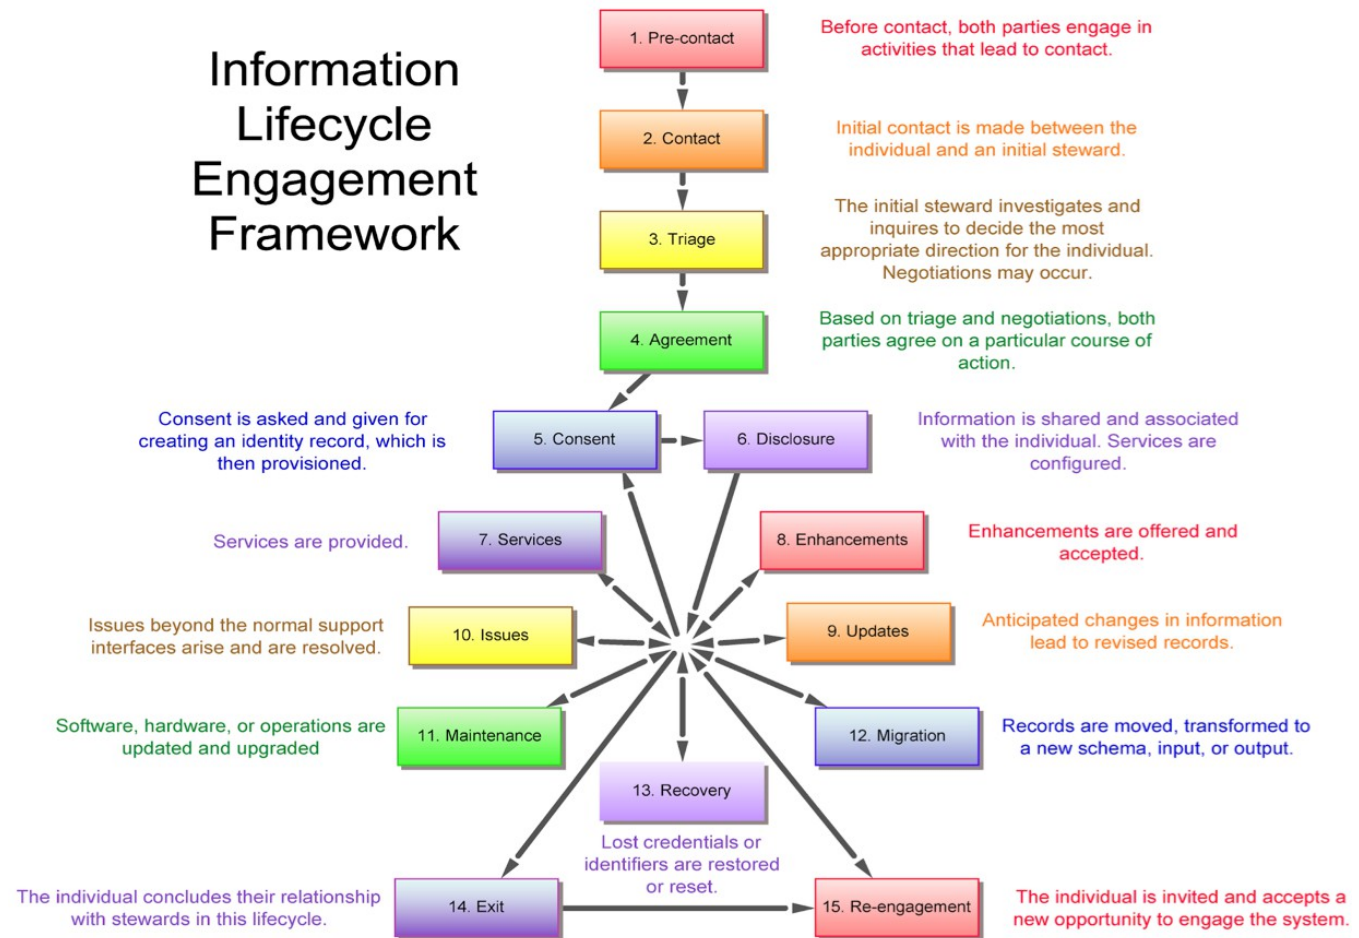 Information
Lifecycle
Engagement
Framework
1. Pre-contact
Before contact, both parties engage in
activities that lead to contact.
2. Contact
Initial contact is made between the
individual and an initial steward.
3. Triage
The initial steward investigates and
inquires to decide the most
appropriate direction for the individual.
Negotiations may occur.
4. Agreement
Based on triage and negotiations, both
parties agree on a particular course of
action.
Consent is asked and given for
creating an identity record, which is
then provisioned.
5. Consent
6. Disclosure
Information is shared and associated
with the individual. Services are
configured.
Services are provided.
7. Services
8. Enhancements
Enhancements are offered and
accepted.
Issues beyond the normal support
interfaces arise and are resolved.
10. Issues
9. Updates
Anticipated changes in information
lead to revised records.
Software, hardware, or operations are
updated and upgraded
11. Maintenance
12. Migration
Records are moved, transformed to
a new schema, input, or output.
13. Recovery
Lost credentials or
identifiers are restored
or reset.
The individual concludes their relationship
with stewards in this lifecycle.
14. Exit
15. Re-engagement
The individual is invited and accepts a
new opportunity to engage the system.